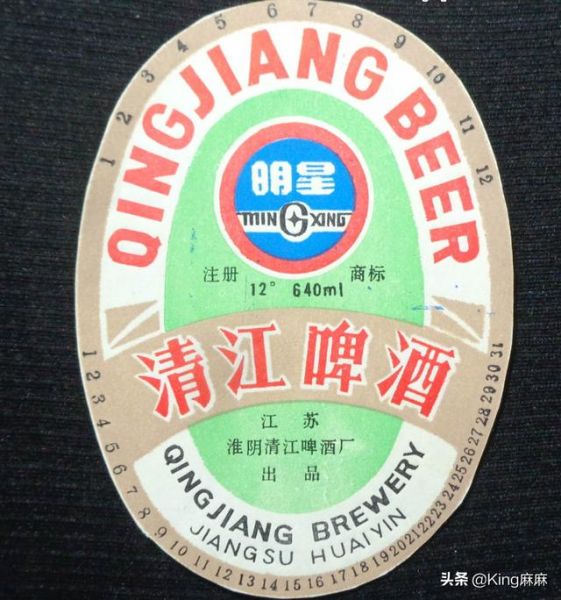 1 2 3 4 5 6 7 8 9 10 11 12
QINGJIANG BEER
明星
MINGXING
注册 商标
12° 640ml
清江啤酒
江苏
淮阴清江啤酒厂
出品
QINGJIANG BREWERY
JIANGSU HUAIYIN
1 2 3 4 5 6 7 8 9 10 11 12 13 14 15 16 17 18 19 20 21 22 23 24 25 26 27 28 29 30 31
头条 @King麻麻